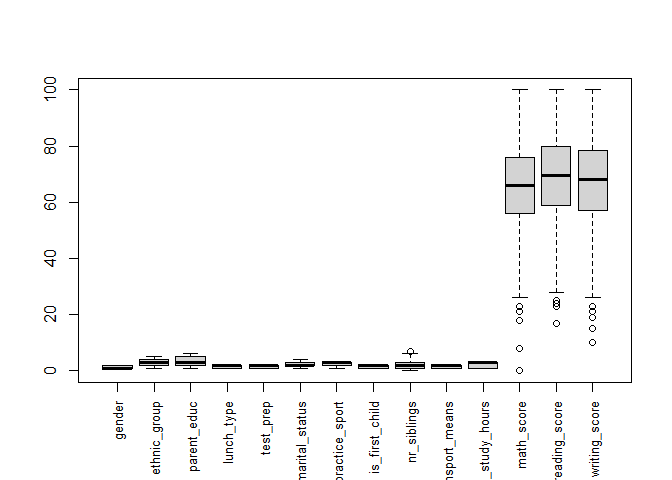 100
80
60
40
20
0
gender
ethnic_group
parent_educ
lunch_type
test_prep
marital_status
practice_sport
is_first_child
nr_siblings
nsport_means
_study_hours
math_score
reading_score
writing_score